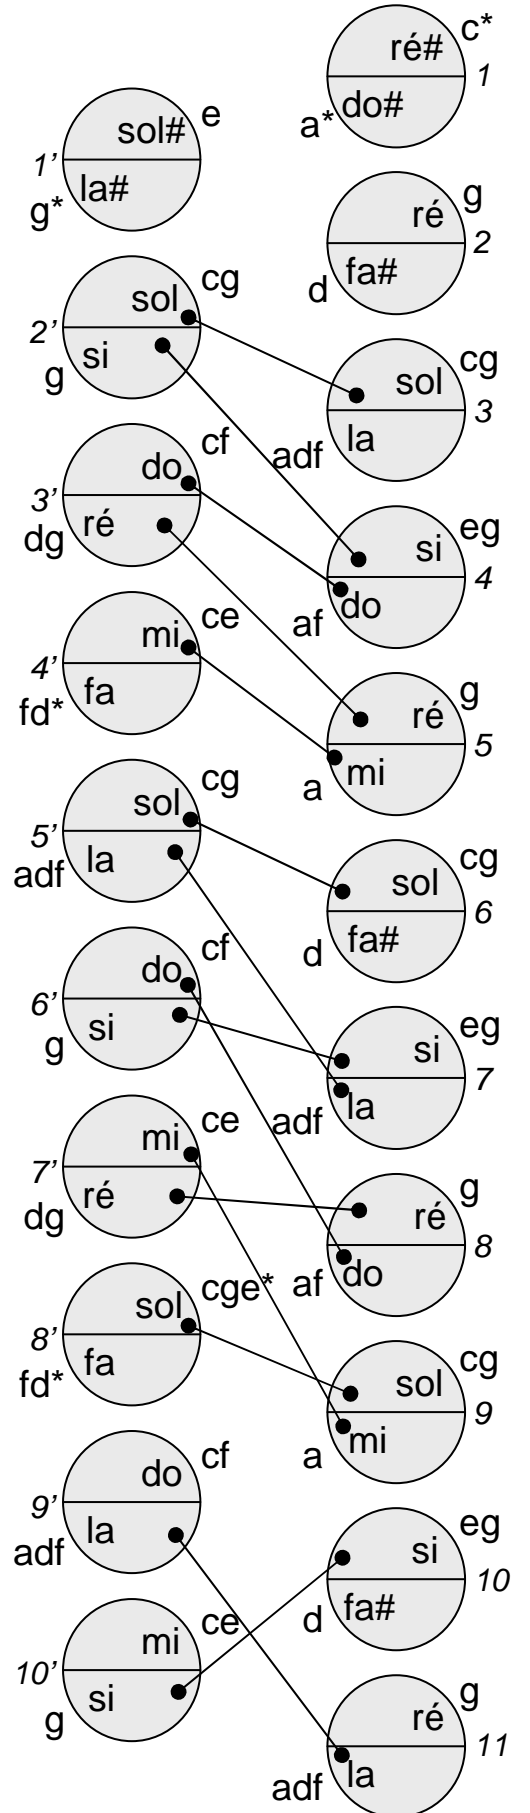 ré# c*
1
a* do#
sol# e
1’
g* la#
ré g
2
d fa#
sol cg
2’
g si
sol cg
3
adf la
do cf
3’
dg ré
si eg
4
af do
mi ce
4’
fd* fa
ré g
5
a mi
sol cg
5’
adf la
sol cg
6
d fa#
do cf
6’
g si
si eg
7
adf la
mi ce
7’
dg ré
ré g
8
af do
sol cge*
8’
fd* fa
sol cg
9
a mi
do cf
9’
adf la
si eg
10
d fa#
mi ce
10’
g si
ré g
11
adf la